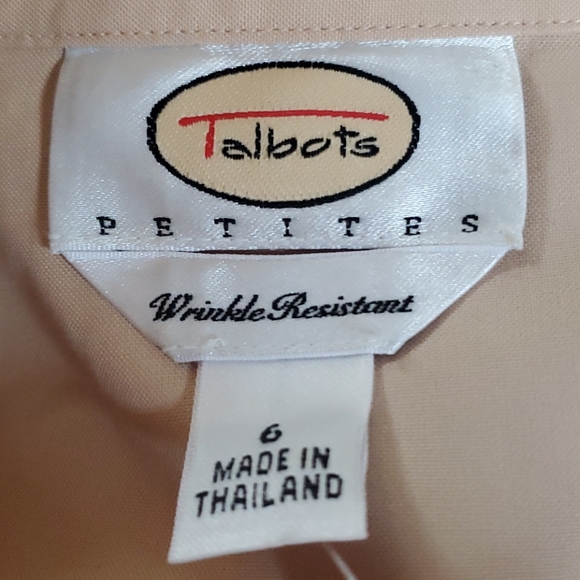 Talbots
PETITES
Wrinkle Resistant
6
MADE IN
THAILAND